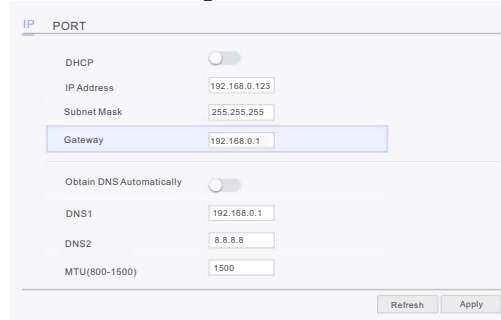 IP PORT
DHCP
IP Address 192.168.0.123
Subnet Mask 255.255.255
Gateway 192.168.0.1
Obtain DNS Automatically
DNS1 192.168.0.1
DNS2 8.8.8.8
MTU(800-1500) 1500
Refresh Apply